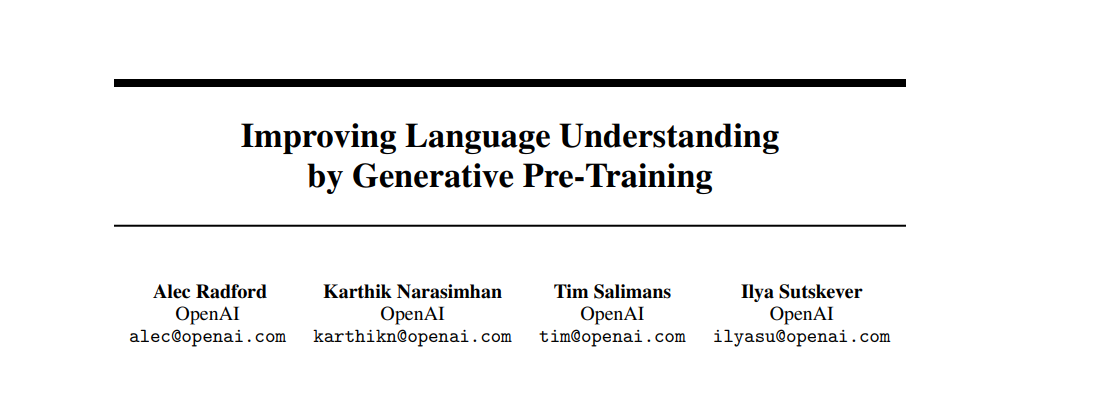 Improving Language Understanding
by Generative Pre-Training
Alec Radford
OpenAI
alec@openai.com
Karthik Narasimhan
OpenAI
karthikn@openai.com
Tim Salimans
OpenAI
tim@openai.com
Ilya Sutskever
OpenAI
ilyasu@openai.com